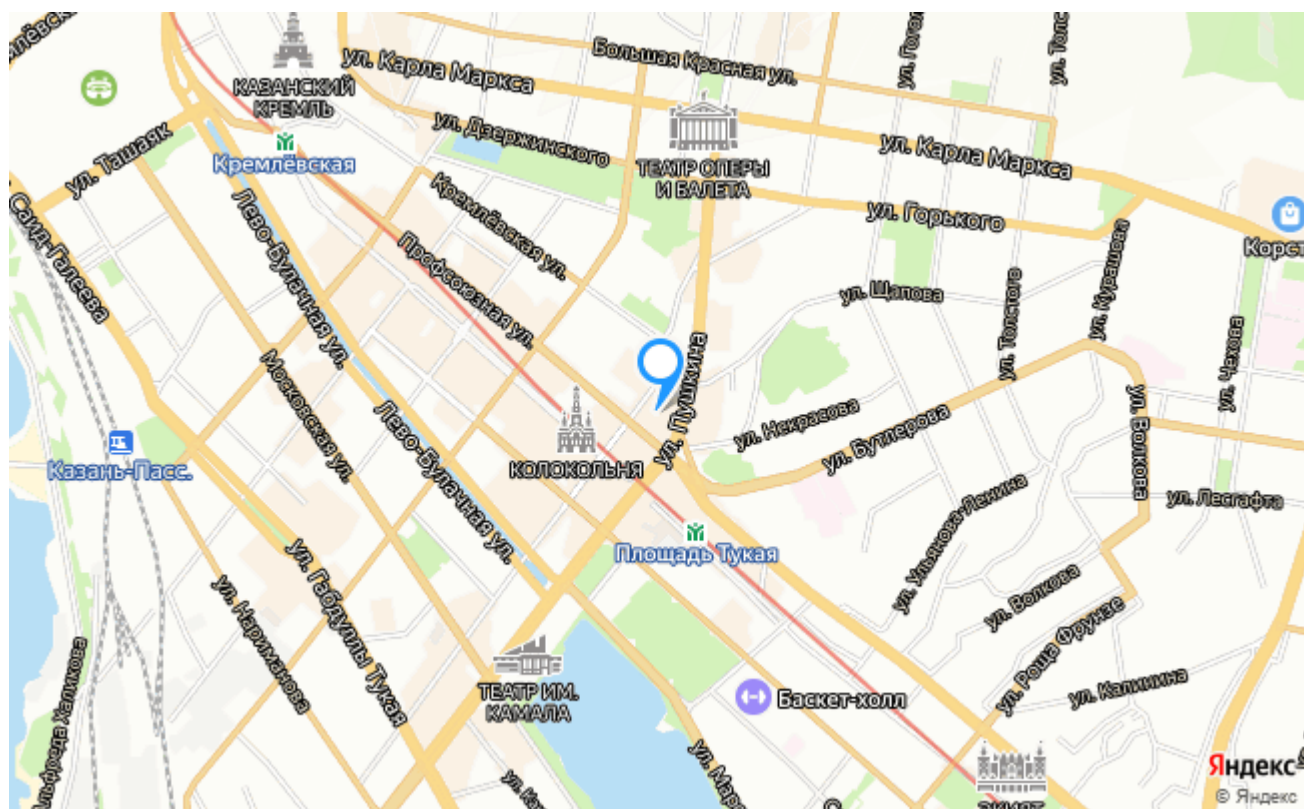 КАЗАНСКИЙ
КРЕМЛЬ
Большая Красная ул.
ул. Карла Маркса
ул. Ташаяк
Кремлёвская
ул. Дзержинского
ТЕАТР ОПЕРЫ
И БАЛЕТА
ул. Карла Маркса
Саид-Галеева
Лево-Булачная ул.
Кремлёвская ул.
ул. Горького
Корст
Профсоюзная ул.
ул. Щапова
ул. Толстого
ул. Курашова
ул. Чехова
Московская ул.
ул. Пушкина
ул. Некрасова
ул. Бутлерова
ул. Волкова
Казань-Пасс.
Лево-Булачная ул.
КОЛОКОЛЬНЯ
ул. Лесгафта
Площадь Тукая
ул. Ульянова-Ленина
ул. Волкова
ул. Габдуллы Тукая
ул. Нариманова
ул. Роща Фрунзе
ул. Калинина
ТЕАТР ИМ.
КАМАЛА
Баскет-холл
Яндекс
© Яндекс